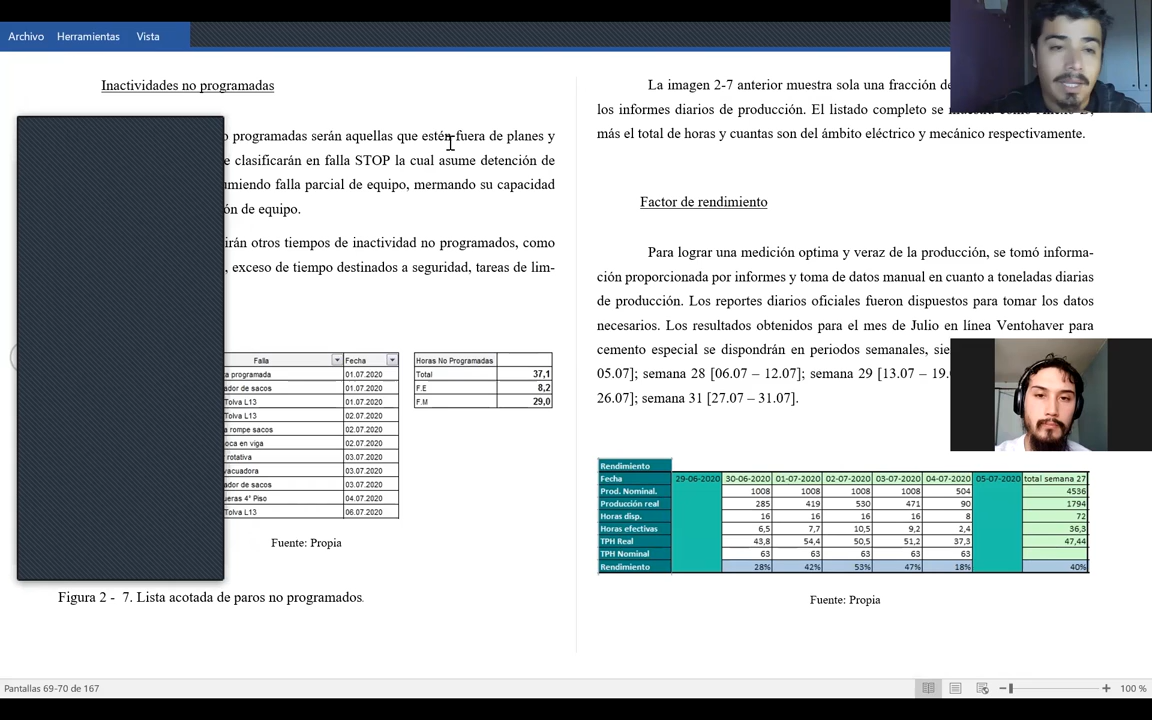 Archivo Herramientas Vista
Inactividades no programadas
programadas serán aquellas que estén fuera de planes y
clasificarán en falla STOP la cual asume detención de
falla parcial de equipo, mermando su capacidad
de equipo.
otros tiempos de inactividad no programados, como
, exceso de tiempo destinados a seguridad, tareas de lim-
Falla Fecha
programada 01.07.2020
de sacos 01.07.2020
Tolva L13 01.07.2020
Tolva L13 02.07.2020
rompe sacos 02.07.2020
en viga 02.07.2020
rotativa 03.07.2020
03.07.2020
de sacos 03.07.2020
4° Piso 04.07.2020
Tolva L13 06.07.2020
Horas No Programadas
Total 37,1
F.E 8,2
F.M 29,0
Fuente: Propia
Figura 2 - 7. Lista acotada de paros no programados.
La imagen 2-7 anterior muestra sola una fracción
los informes diarios de producción. El listado completo se
más el total de horas y cuantas son del ámbito eléctrico y mecánico respectivamente.
Factor de rendimiento
Para lograr una medición optima y veraz de la producción, se tomó informa-
ción proporcionada por informes y toma de datos manual en cuanto a toneladas diarias
de producción. Los reportes diarios oficiales fueron dispuestos para tomar los datos
necesarios. Los resultados obtenidos para el mes de Julio en línea Ventohaver para
cemento especial se dispondrán en periodos semanales,
05.07]; semana 28 [06.07 – 12.07]; semana 29 [13.07 –
26.07]; semana 31 [27.07 – 31.07].
Rendimiento
Fecha 29-06-2020 30-06-2020 01-07-2020 02-07-2020 03-07-2020 04-07-2020 05-07-2020 total semana 27
Prod. Nominal. 1008 1008 1008 1008 504 4536
Producción real 285 419 530 471 90 1794
Horas disp. 16 16 16 16 8 72
Horas efectivas 6,5 7,7 10,5 9,2 2,4 36,3
TPH Real 43,8 54,4 50,5 51,2 37,3 47,44
TPH Nominal 63 63 63 63 63
Rendimiento 28% 42% 53% 47% 18% 40%
Fuente: Propia
Pantallas 69-70 de 167
100 %